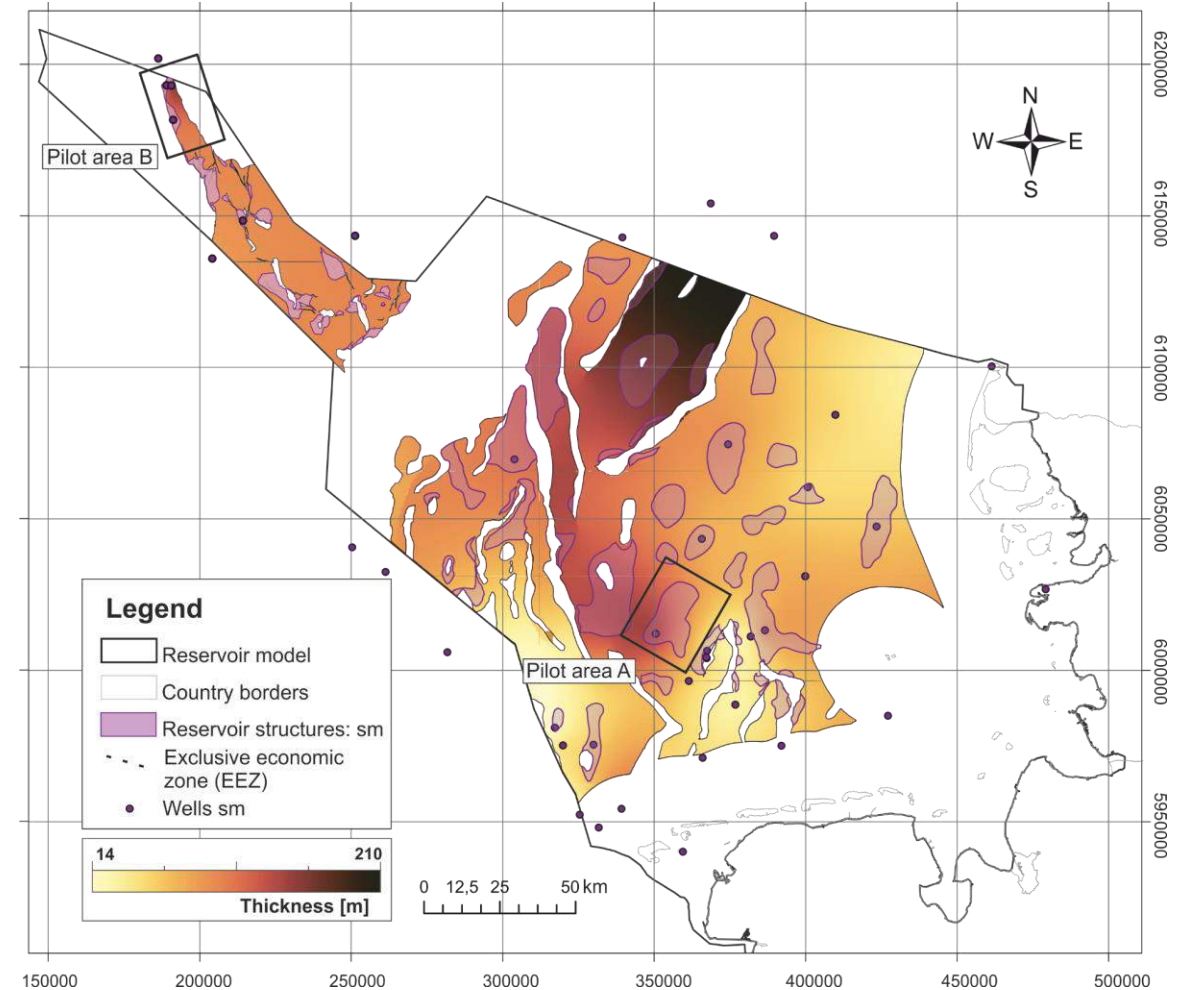 N
W E
S
Pilot area B
Pilot area A
Legend
Reservoir model
Country borders
Reservoir structures: sm
Exclusive economic
zone (EEZ)
Wells sm
14 210
Thickness [m]
0 12,5 25 50 km
6200000
6150000
6100000
6050000
6000000
5950000
150000 200000 250000 300000 350000 400000 450000 500000